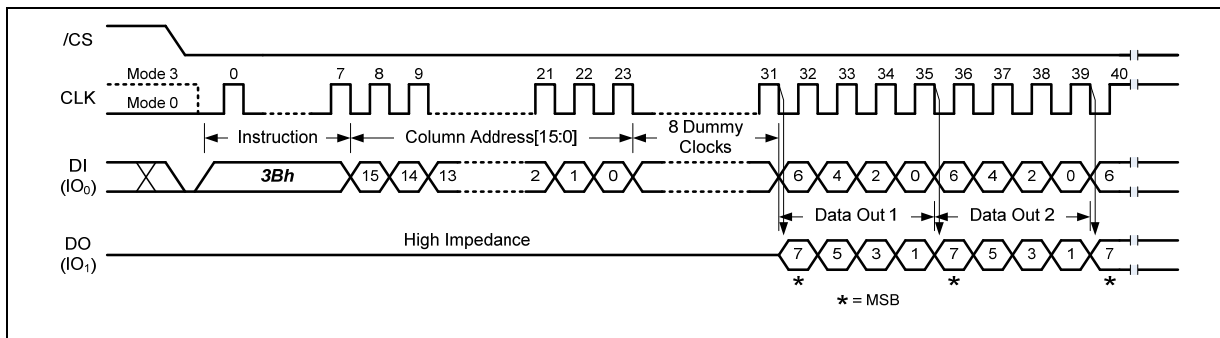 /CS
Mode 3 0 7 8 9 21 22 23 31 32 33 34 35 36 37 38 39 40
CLK Mode 0
Instruction Column Address[15:0] 8 Dummy Clocks
DI (IO₀) 3Bh 15 14 13 2 1 0 6 4 2 0 6 4 2 0 6
Data Out 1 Data Out 2
DO (IO₁) High Impedance 7 5 3 1 7 5 3 1 7
* * *
* = MSB